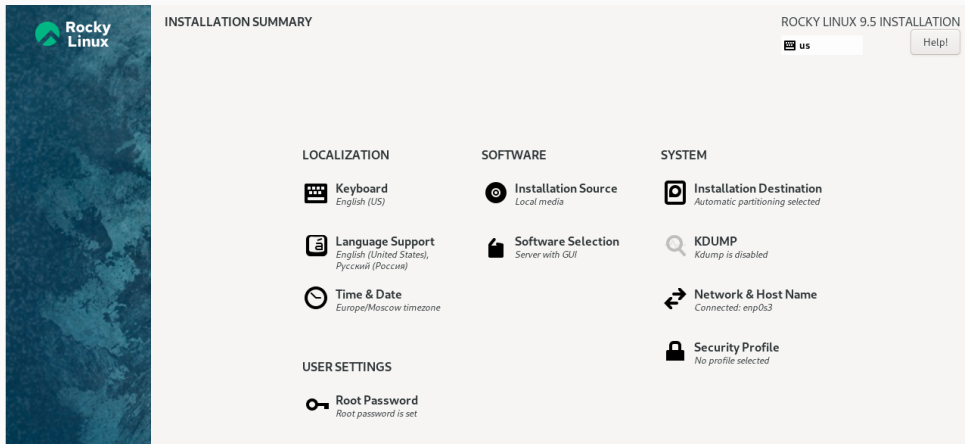 Rocky
Linux
INSTALLATION SUMMARY
ROCKY LINUX 9.5 INSTALLATION
us
Help!
LOCALIZATION
Keyboard
English (US)
Language Support
English (United States),
Русский (Россия)
Time & Date
Europe/Moscow timezone
SOFTWARE
Installation Source
Local media
Software Selection
Server with GUI
SYSTEM
Installation Destination
Automatic partitioning selected
KDUMP
Kdump is disabled
Network & Host Name
Connected: enp0s3
Security Profile
No profile selected
USER SETTINGS
Root Password
Root password is set